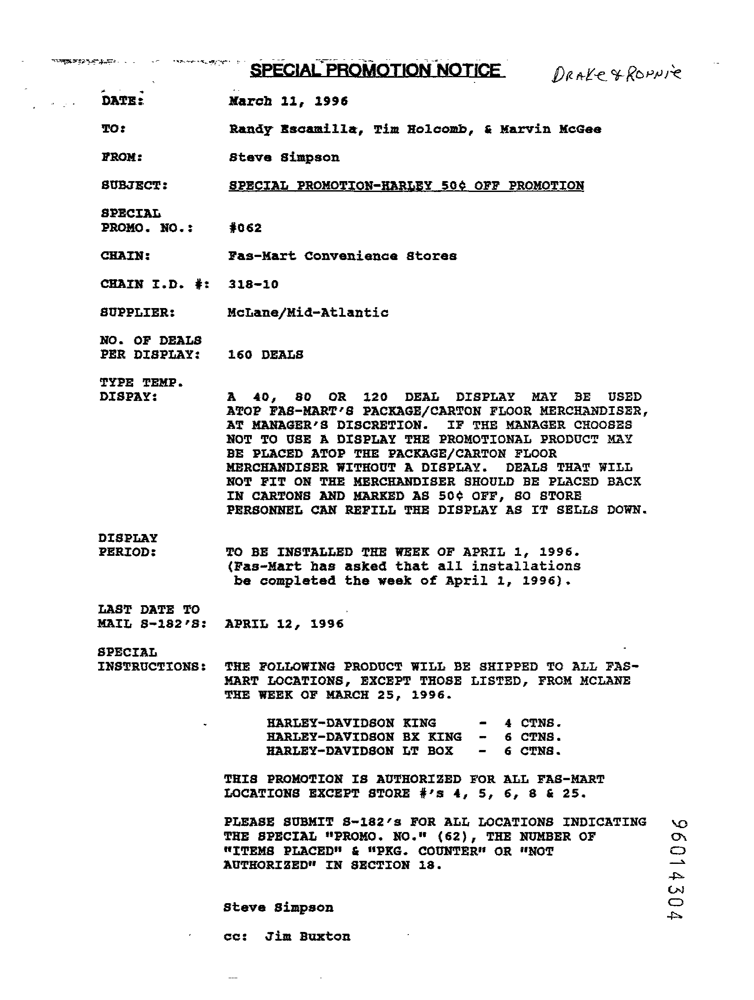 SPECIAL PROMOTION NOTICE
Drake & Ronnie
DATE: March 11, 1996
TO: Randy Escamilla, Tim Holcomb, & Marvin McGee
FROM: Steve Simpson
SUBJECT: SPECIAL PROMOTION-HARLEY 50¢ OFF PROMOTION
SPECIAL
PROMO. NO.: #062
CHAIN: Fas-Mart Convenience Stores
CHAIN I.D. #: 318-10
SUPPLIER: McLane/Mid-Atlantic
NO. OF DEALS
PER DISPLAY: 160 DEALS
TYPE TEMP.
DISPAY: A 40, 80 OR 120 DEAL DISPLAY MAY BE USED
ATOP FAS-MART'S PACKAGE/CARTON FLOOR MERCHANDISER,
AT MANAGER'S DISCRETION. IF THE MANAGER CHOOSES
NOT TO USE A DISPLAY THE PROMOTIONAL PRODUCT MAY
BE PLACED ATOP THE PACKAGE/CARTON FLOOR
MERCHANDISER WITHOUT A DISPLAY. DEALS THAT WILL
NOT FIT ON THE MERCHANDISER SHOULD BE PLACED BACK
IN CARTONS AND MARKED AS 50¢ OFF, SO STORE
PERSONNEL CAN REFILL THE DISPLAY AS IT SELLS DOWN.
DISPLAY
PERIOD: TO BE INSTALLED THE WEEK OF APRIL 1, 1996.
(Fas-Mart has asked that all installations
be completed the week of April 1, 1996).
LAST DATE TO
MAIL S-182'S: APRIL 12, 1996
SPECIAL
INSTRUCTIONS: THE FOLLOWING PRODUCT WILL BE SHIPPED TO ALL FAS-
MART LOCATIONS, EXCEPT THOSE LISTED, FROM MCLANE
THE WEEK OF MARCH 25, 1996.
HARLEY-DAVIDSON KING - 4 CTNS.
HARLEY-DAVIDSON BX KING - 6 CTNS.
HARLEY-DAVIDSON LT BOX - 6 CTNS.
THIS PROMOTION IS AUTHORIZED FOR ALL FAS-MART
LOCATIONS EXCEPT STORE #'s 4, 5, 6, 8 & 25.
PLEASE SUBMIT S-182's FOR ALL LOCATIONS INDICATING
THE SPECIAL "PROMO. NO." (62), THE NUMBER OF
"ITEMS PLACED" & "PKG. COUNTER" OR "NOT
AUTHORIZED" IN SECTION 18.
Steve Simpson
cc: Jim Buxton
96014304